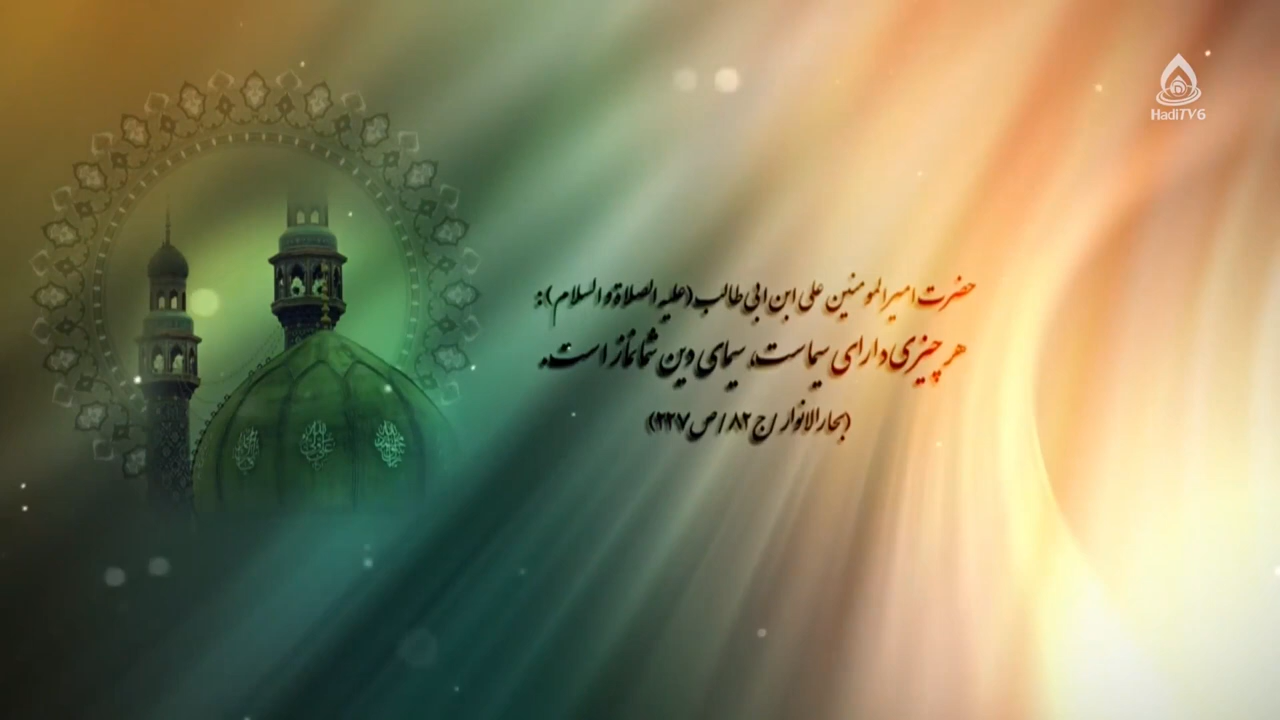 HadiTV6
حضرت امیرالمومنین علی ابن ابی طالب (علیه الصلاة و السلام):
هر چیزی دارای سیماست، سیمای دین شما نماز است.
(بحارالانوار / ج ۸۲ / ص ۲۲۷)